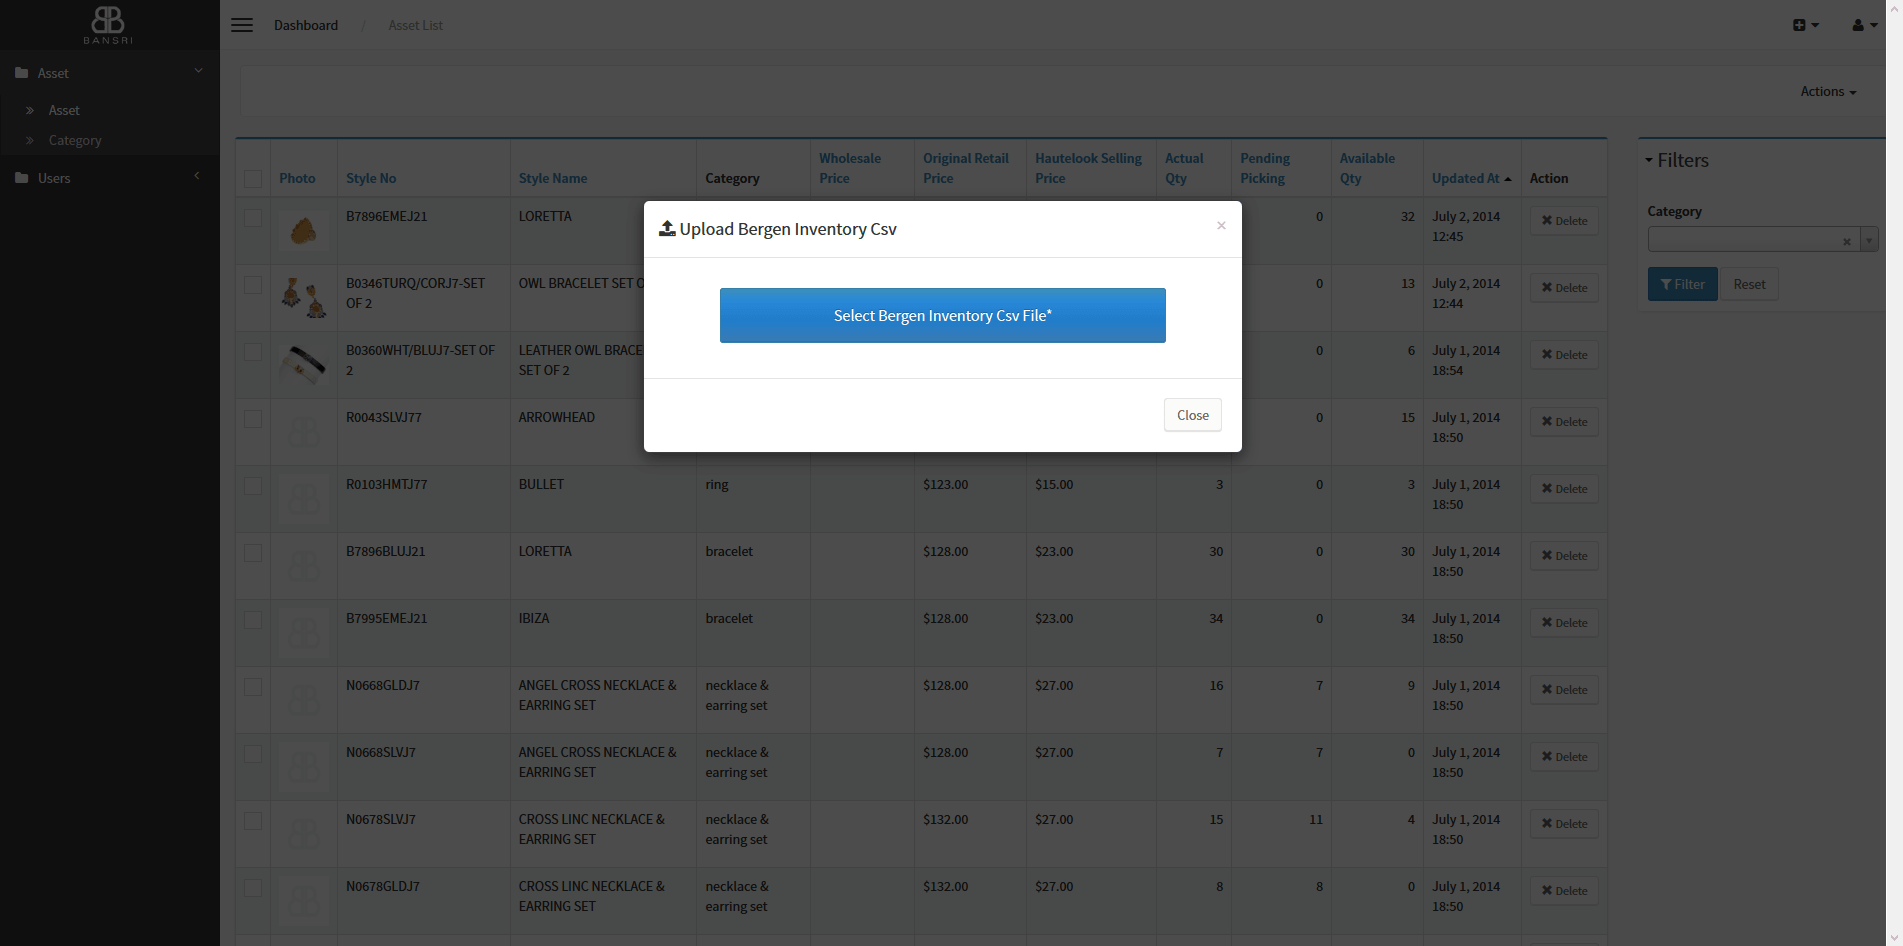 BANSRI
Dashboard / Asset List
Asset
Asset
Category
Users
Actions
Photo Style No Style Name Category Wholesale Price Original Retail Price Hautelook Selling Price Actual Qty Pending Picking Available Qty Updated At Action
B7896EMEJ21 LORETTA 0 32 July 2, 2014 12:45 Delete
B0346TURQ/CORJ7-SET OF 2 OWL BRACELET SET O 0 13 July 2, 2014 12:44 Delete
B0360WHT/BLUJ7-SET OF 2 LEATHER OWL BRACE SET OF 2 0 6 July 1, 2014 18:54 Delete
R0043SLVJ77 ARROWHEAD 0 15 July 1, 2014 18:50 Delete
R0103HMTJ77 BULLET ring $123.00 $15.00 3 0 3 July 1, 2014 18:50 Delete
B7896BLUJ21 LORETTA bracelet $128.00 $23.00 30 0 30 July 1, 2014 18:50 Delete
B7995EMEJ21 IBIZA bracelet $128.00 $23.00 34 0 34 July 1, 2014 18:50 Delete
N0668GLDJ7 ANGEL CROSS NECKLACE & EARRING SET necklace & earring set $128.00 $27.00 16 7 9 July 1, 2014 18:50 Delete
N0668SLVJ7 ANGEL CROSS NECKLACE & EARRING SET necklace & earring set $128.00 $27.00 7 7 0 July 1, 2014 18:50 Delete
N0678SLVJ7 CROSS LINC NECKLACE & EARRING SET necklace & earring set $132.00 $27.00 15 11 4 July 1, 2014 18:50 Delete
N0678GLDJ7 CROSS LINC NECKLACE & EARRING SET necklace & earring set $132.00 $27.00 8 8 0 July 1, 2014 18:50 Delete
Upload Bergen Inventory Csv ×
Select Bergen Inventory Csv File*
Close
Filters
Category
Filter Reset